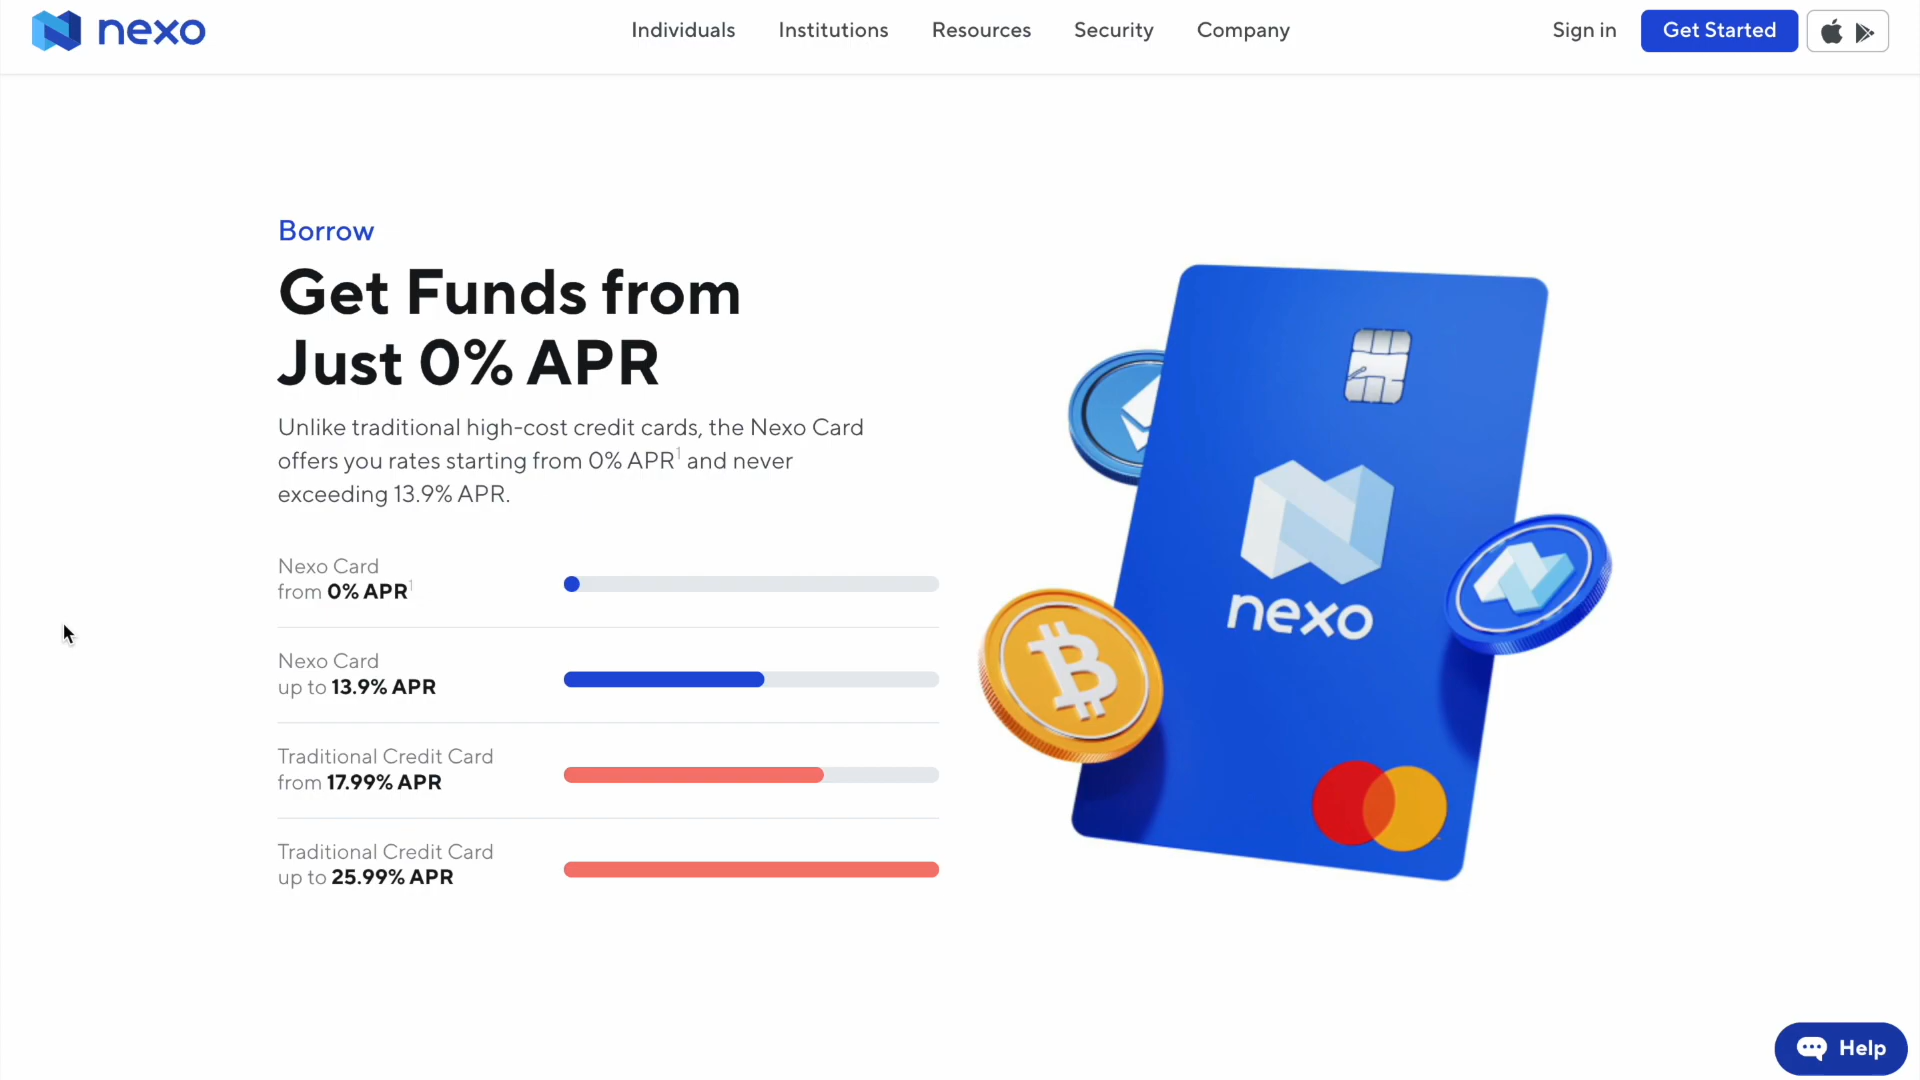 nexo
Individuals
Institutions
Resources
Security
Company
Sign in
Get Started
Borrow
Get Funds from
Just 0% APR
Unlike traditional high-cost credit cards, the Nexo Card
offers you rates starting from 0% APR¹ and never
exceeding 13.9% APR.
Nexo Card
from 0% APR¹
Nexo Card
up to 13.9% APR
Traditional Credit Card
from 17.99% APR
Traditional Credit Card
up to 25.99% APR
nexo
Help